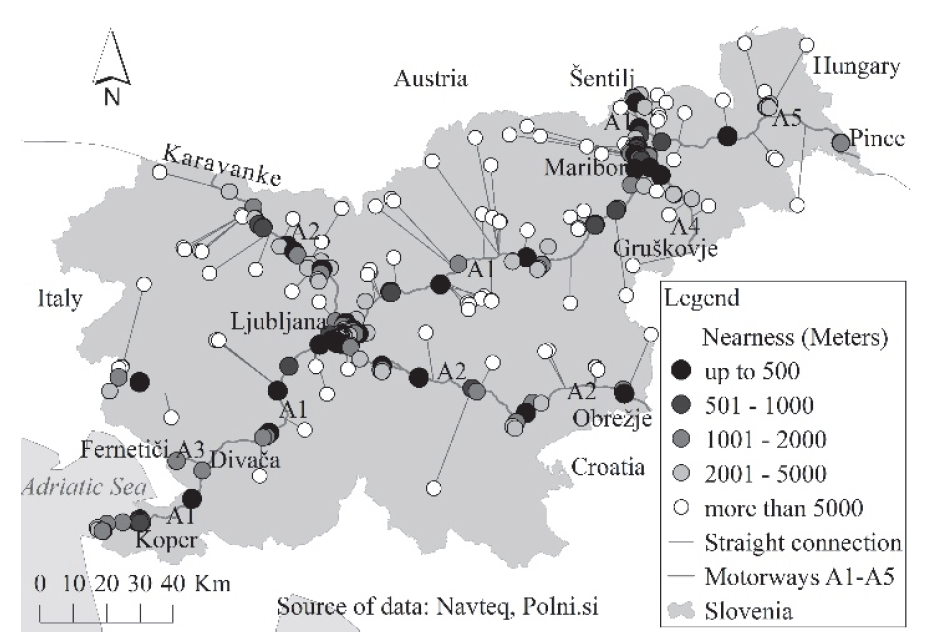 Hungary
Austria
Šentilj
A1
A5
Pince
N
Karavanke
Maribor
A4
A2
Gruškovje
A1
Italy
Legend
Nearness (Meters)
up to 500
501 - 1000
1001 - 2000
2001 - 5000
more than 5000
Straight connection
Motorways A1-A5
Slovenia
Ljubljana
A2
A2
A1
Obrežje
Fernetiči A3
Divača
Croatia
Adriatic Sea
A1
Koper
0 10 20 30 40 Km
Source of data: Navteq, Polni.si